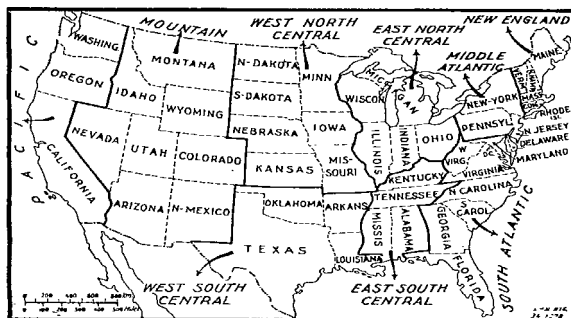 NEW ENGLAND
MOUNTAIN
WEST NORTH
CENTRAL
EAST NORTH
CENTRAL
MIDDLE
ATLANTIC
PACIFIC
WASHING.
OREGON
CALIFORNIA
NEVADA
IDAHO
MONTANA
WYOMING
UTAH
COLORADO
ARIZONA
N-MEXICO
N-DAKOTA
S-DAKOTA
NEBRASKA
KANSAS
MINN
IOWA
MIS-
SOURI
OKLAHOMA
ARKANS
TEXAS
LOUISIANA
WISCON
MICHIGAN
ILLINOIS
INDIANA
OHIO
KENTUCKY
TENNESSEE
MISSIS
ALABAMA
GEORGIA
FLORIDA
S
CAROL
N CAROLINA
VIRGINIA
W
VIRG.
DC
MAINE
NEW-YORK
PENNSYL
RHODE
ISL
N JERSEY
DELAWARE
MARYLAND
WEST SOUTH
CENTRAL
EAST SOUTH
CENTRAL
SOUTH ATLANTIC